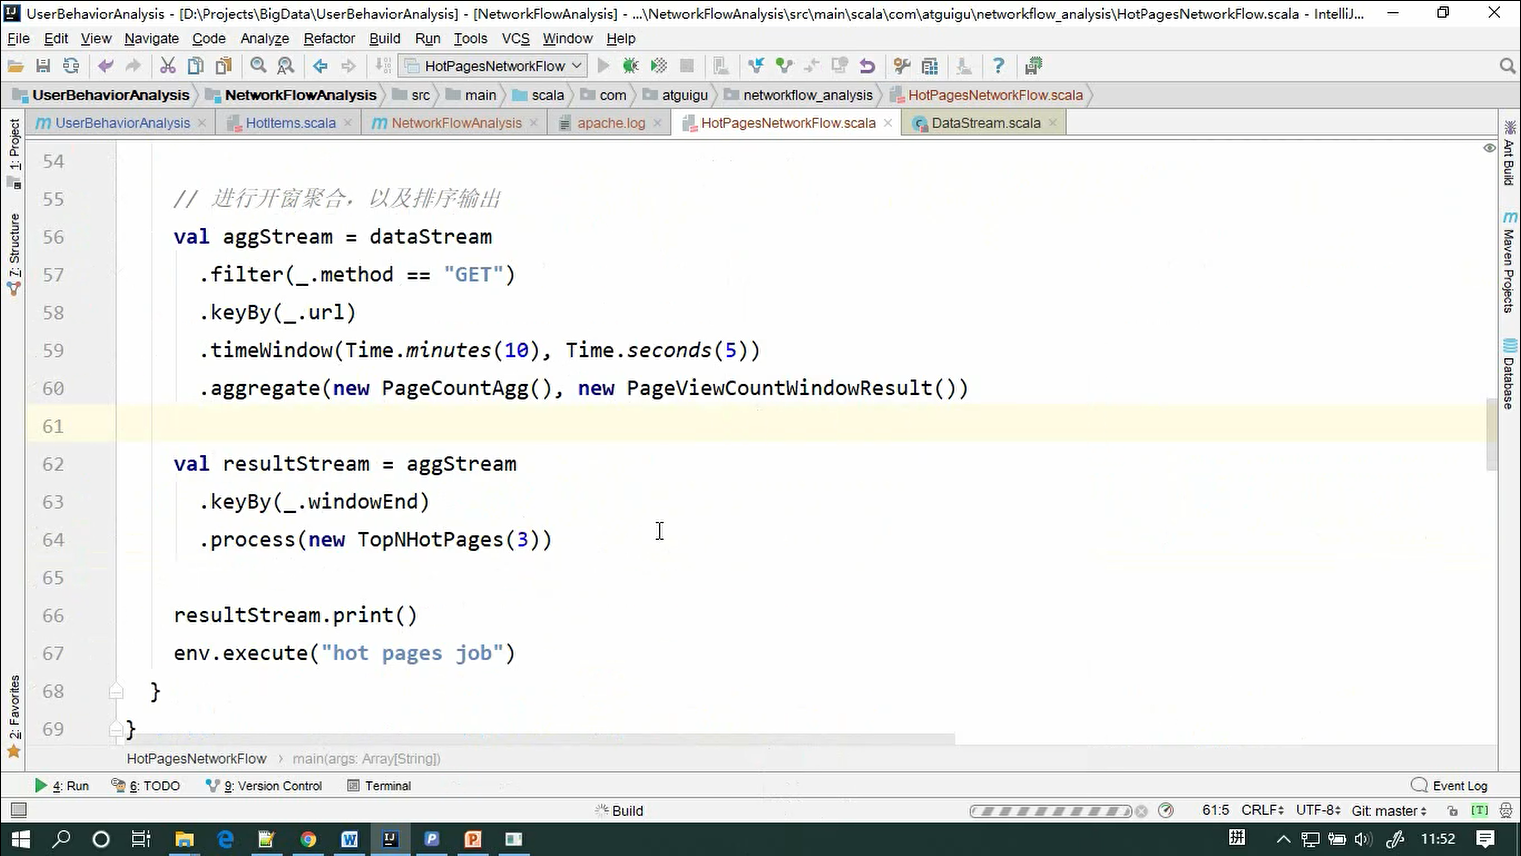 UserBehaviorAnalysis - [D:\Projects\BigData\UserBehaviorAnalysis] - [NetworkFlowAnalysis] - ...\NetworkFlowAnalysis\src\main\scala\com\atguigu\networkflow_analysis\HotPagesNetworkFlow.scala - IntelliJ...
File Edit View Navigate Code Analyze Refactor Build Run Tools VCS Window Help
HotPagesNetworkFlow
UserBehaviorAnalysis NetworkFlowAnalysis src main scala com atguigu networkflow_analysis HotPagesNetworkFlow.scala
UserBehaviorAnalysis HotItems.scala NetworkFlowAnalysis apache.log HotPagesNetworkFlow.scala DataStream.scala
1: Project
7: Structure
2: Favorites
Ant Build
Maven Projects
Database
54
55 // 进行开窗聚合，以及排序输出
56 val aggStream = dataStream
57 .filter(_.method == "GET")
58 .keyBy(_.url)
59 .timeWindow(Time.minutes(10), Time.seconds(5))
60 .aggregate(new PageCountAgg(), new PageViewCountWindowResult())
61
62 val resultStream = aggStream
63 .keyBy(_.windowEnd)
64 .process(new TopNHotPages(3))
65
66 resultStream.print()
67 env.execute("hot pages job")
68 }
69 }
HotPagesNetworkFlow › main(args: Array[String])
4: Run 6: TODO 9: Version Control Terminal Event Log
Build 61:5 CRLF UTF-8 Git: master [T]
拼 11:52